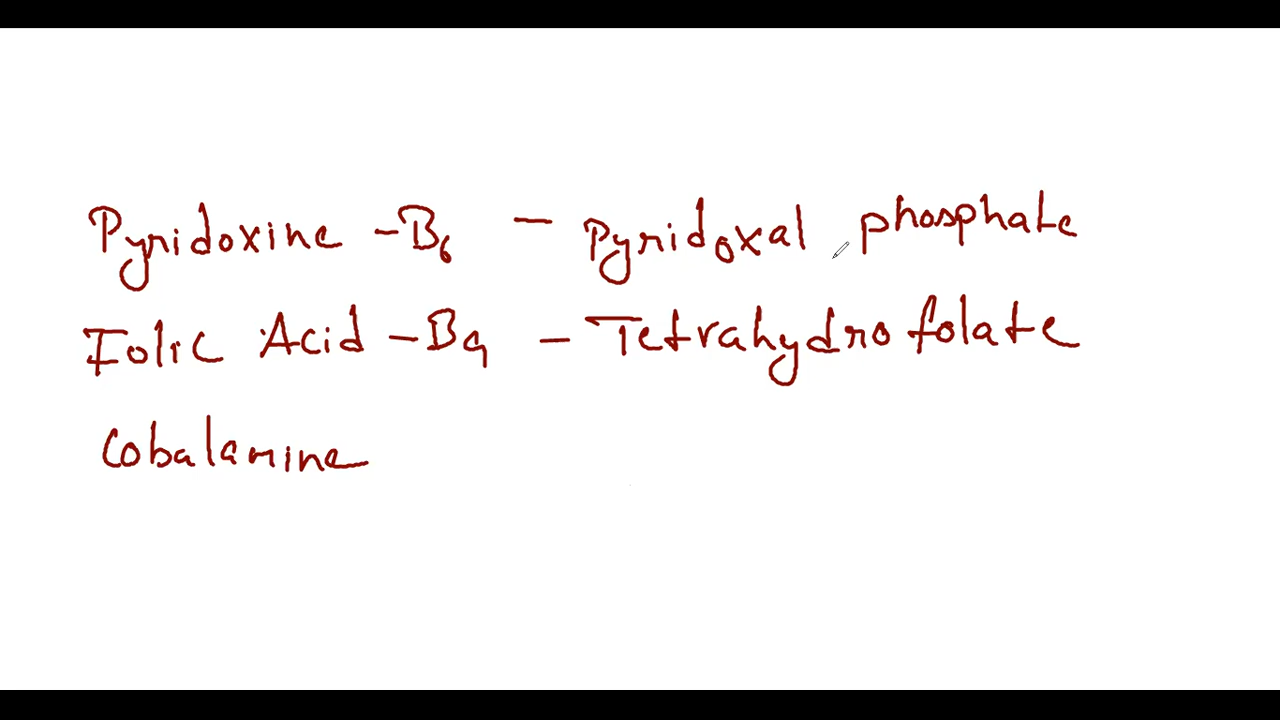 Pyridoxine - B6 - Pyridoxal phosphate
Folic Acid - B9 - Tetrahydrofolate
Cobalamine